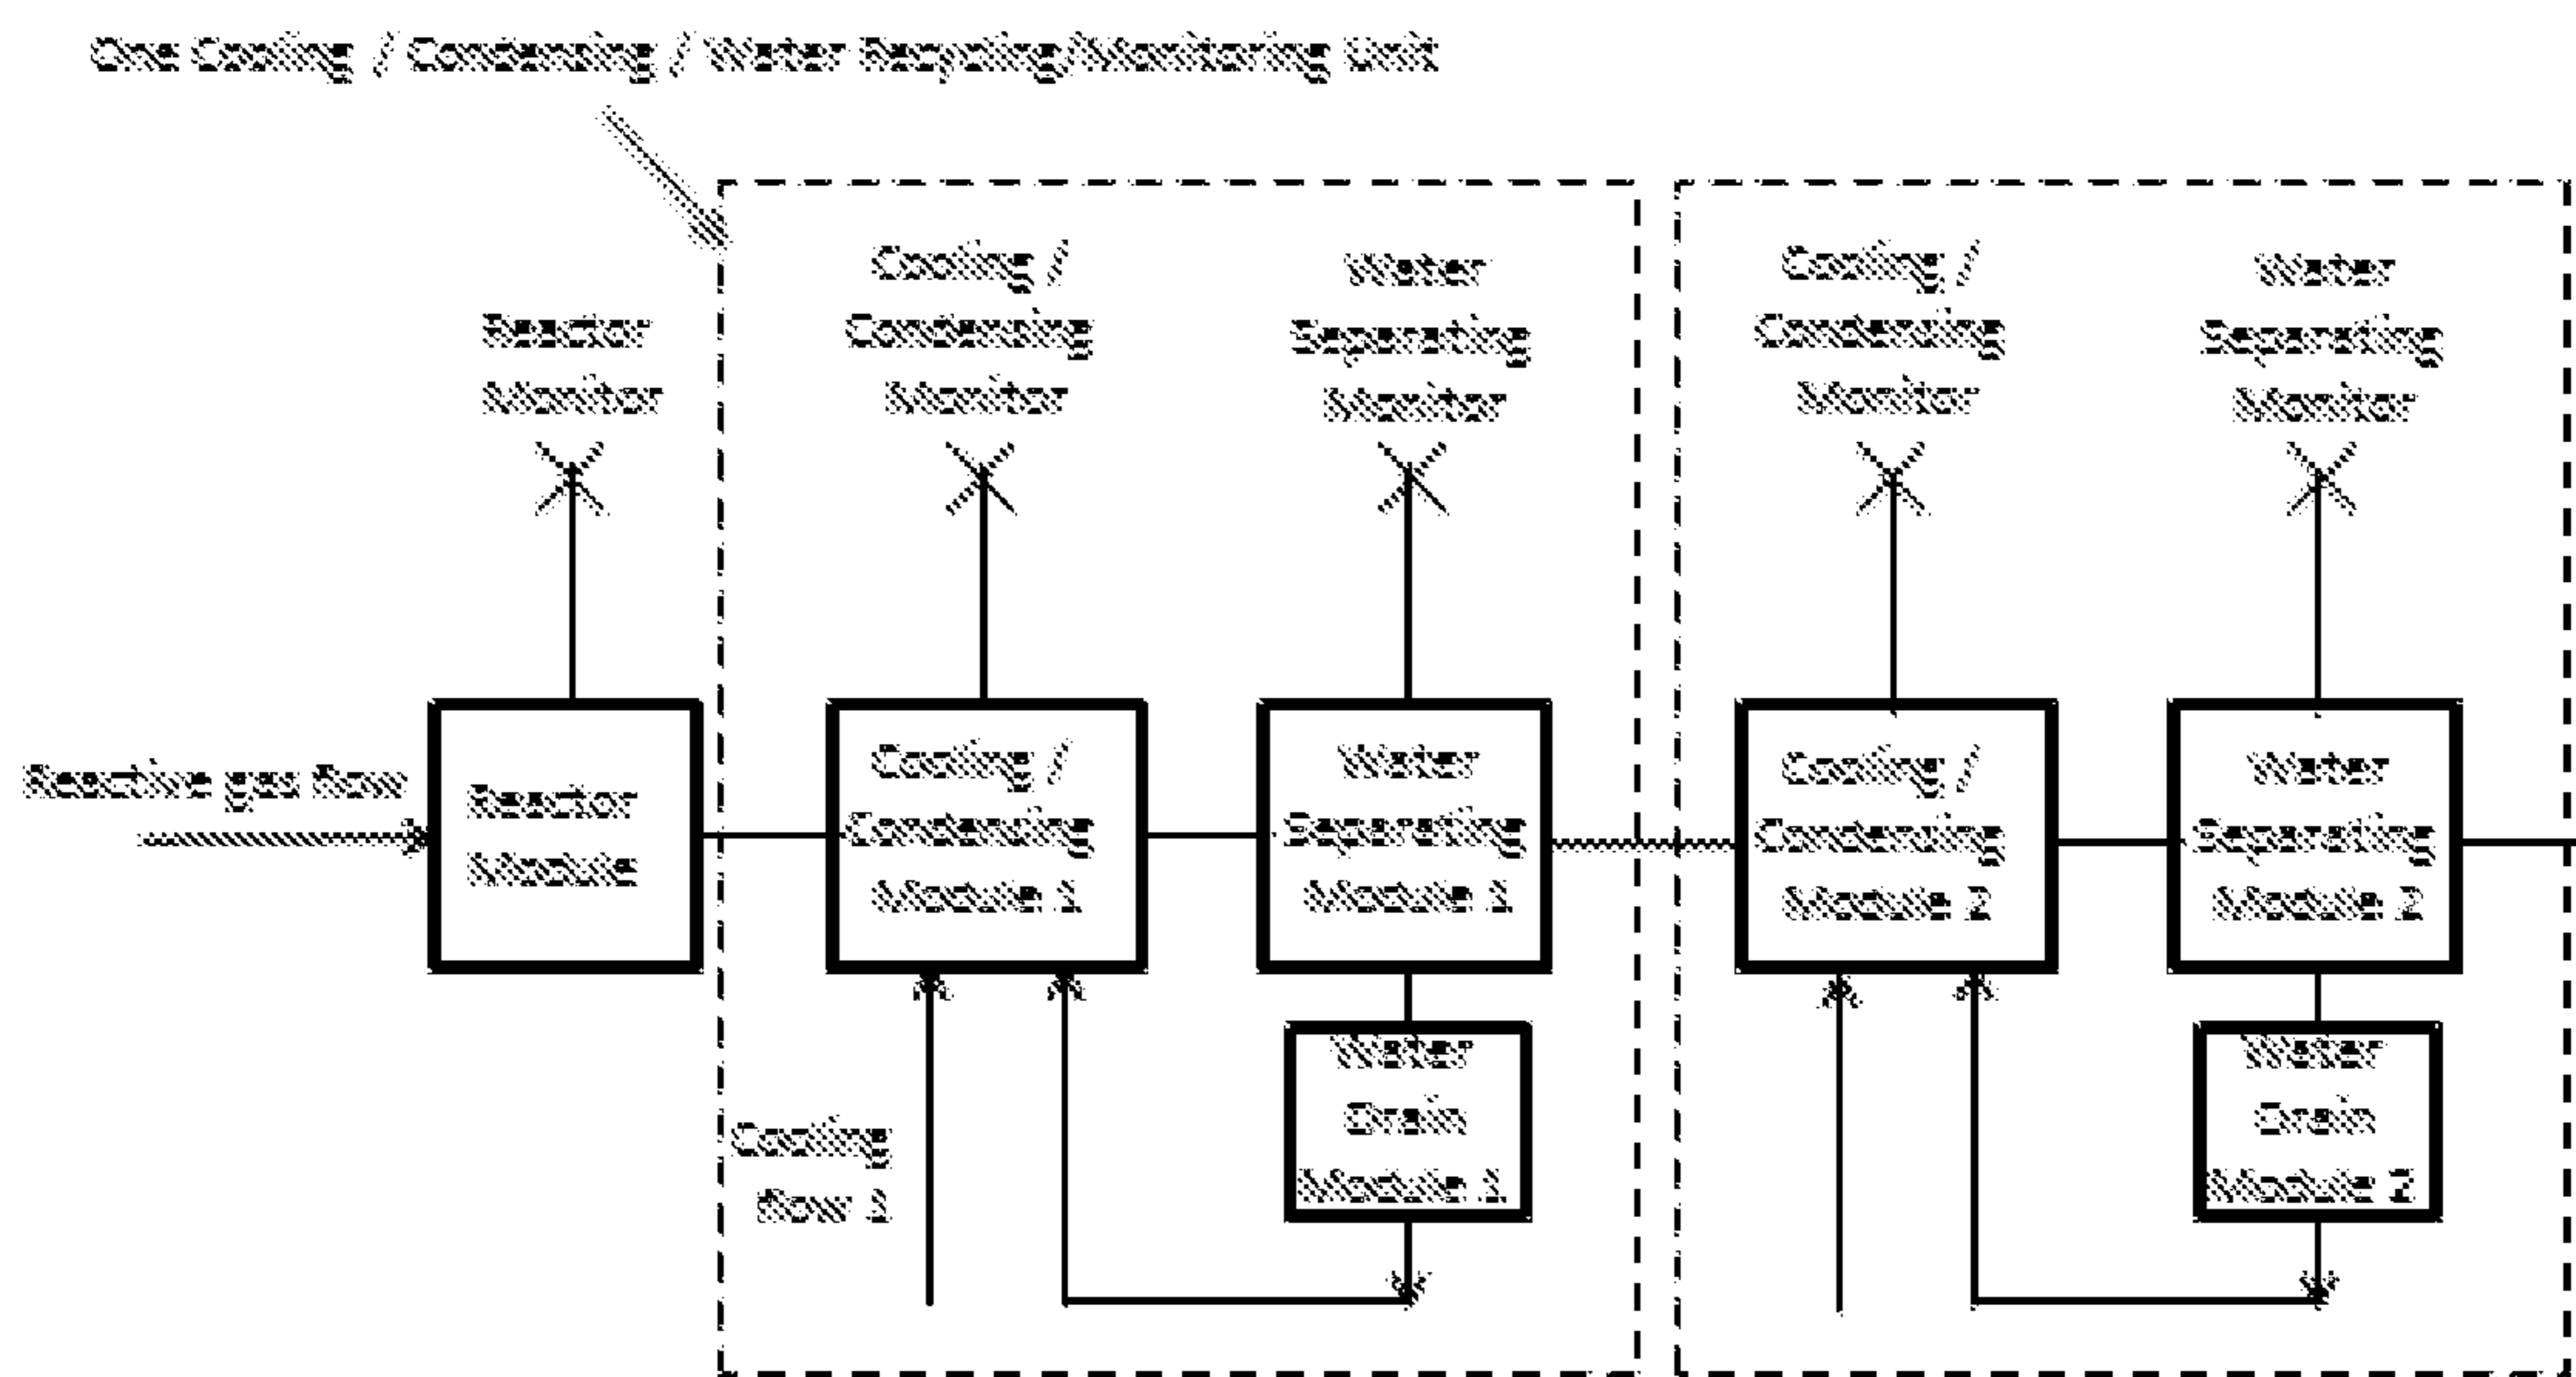 One Cooling / Condensing / Water Recycling/Monitoring Unit
Reactor
Monitor
Cooling /
Condensing
Monitor
Water
Separating
Monitor
Cooling /
Condensing
Monitor
Water
Separating
Monitor
Reactive gas flow
Reactor
Module
Cooling /
Condensing
Module 1
Water
Separating
Module 1
Cooling /
Condensing
Module 2
Water
Separating
Module 2
Cooling
flow 1
Water
Drain
Module 1
Water
Drain
Module 2